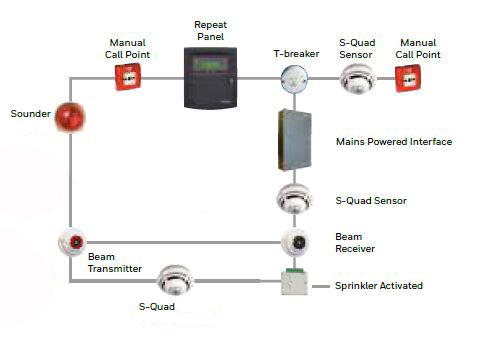 Repeat
Panel
Manual
Call Point
T-breaker
S-Quad
Sensor
Manual
Call Point
Sounder
Mains Powered Interface
S-Quad Sensor
Beam
Receiver
Beam
Transmitter
Sprinkler Activated
S-Quad